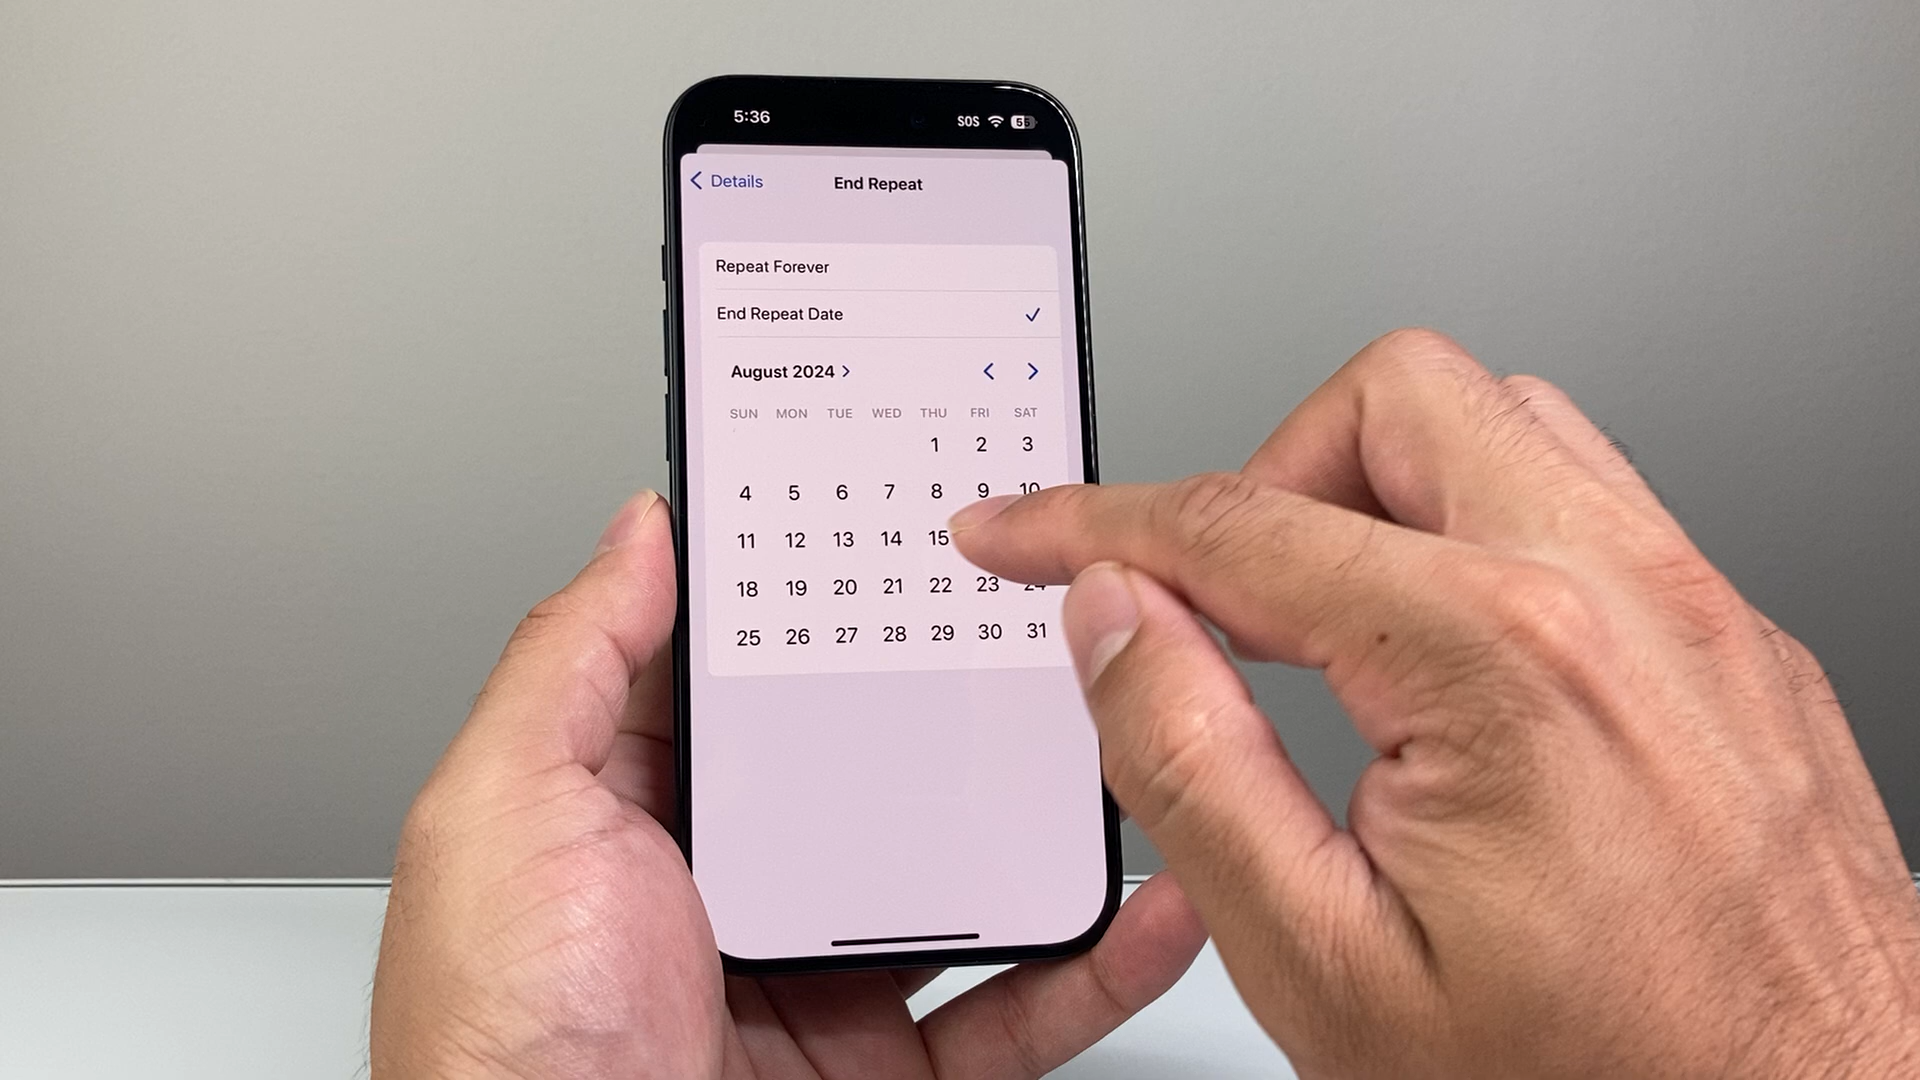 5:36 SOS 55
Details End Repeat
Repeat Forever
End Repeat Date
August 2024
SUN MON TUE WED THU FRI SAT
1 2 3
4 5 6 7 8 9 10
11 12 13 14 15
18 19 20 21 22 23 24
25 26 27 28 29 30 31